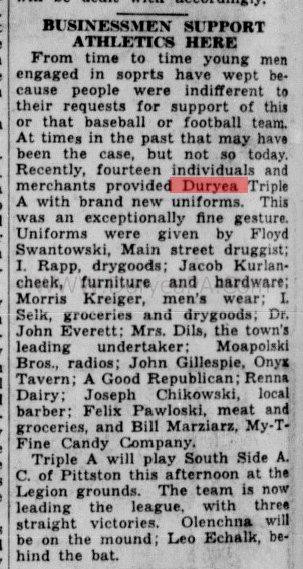 BUSINESSMEN SUPPORT
ATHLETICS HERE
From time to time young men
engaged in soprts have wept be-
cause people were indifferent to
their requests for support of this
or that baseball or football team.
At times in the past that may have
been the case, but not so today.
Recently, fourteen individuals and
merchants provided Duryea Triple
A with brand new uniforms. This
was an exceptionally fine gesture.
Uniforms were given by Floyd
Swantowski, Main street druggist;
I. Rapp, drygoods; Jacob Kurlan-
cheek, furniture and hardware;
Morris Kreiger, men's wear; I.
Selk, groceries and drygoods; Dr.
John Everett; Mrs. Dils, the town's
leading undertaker; Moapolski
Bros., radios; John Gillespie, Onyx
Tavern; A Good Republican; Renna
Dairy; Joseph Chikowski, local
barber; Felix Pawloski, meat and
groceries, and Bill Marziarz, My-T-
Fine Candy Company.
Triple A will play South Side A.
C. of Pittston this afternoon at the
Legion grounds. The team is now
leading the league, with three
straight victories. Olenchna will
be on the mound; Leo Echalk, be-
hind the bat.